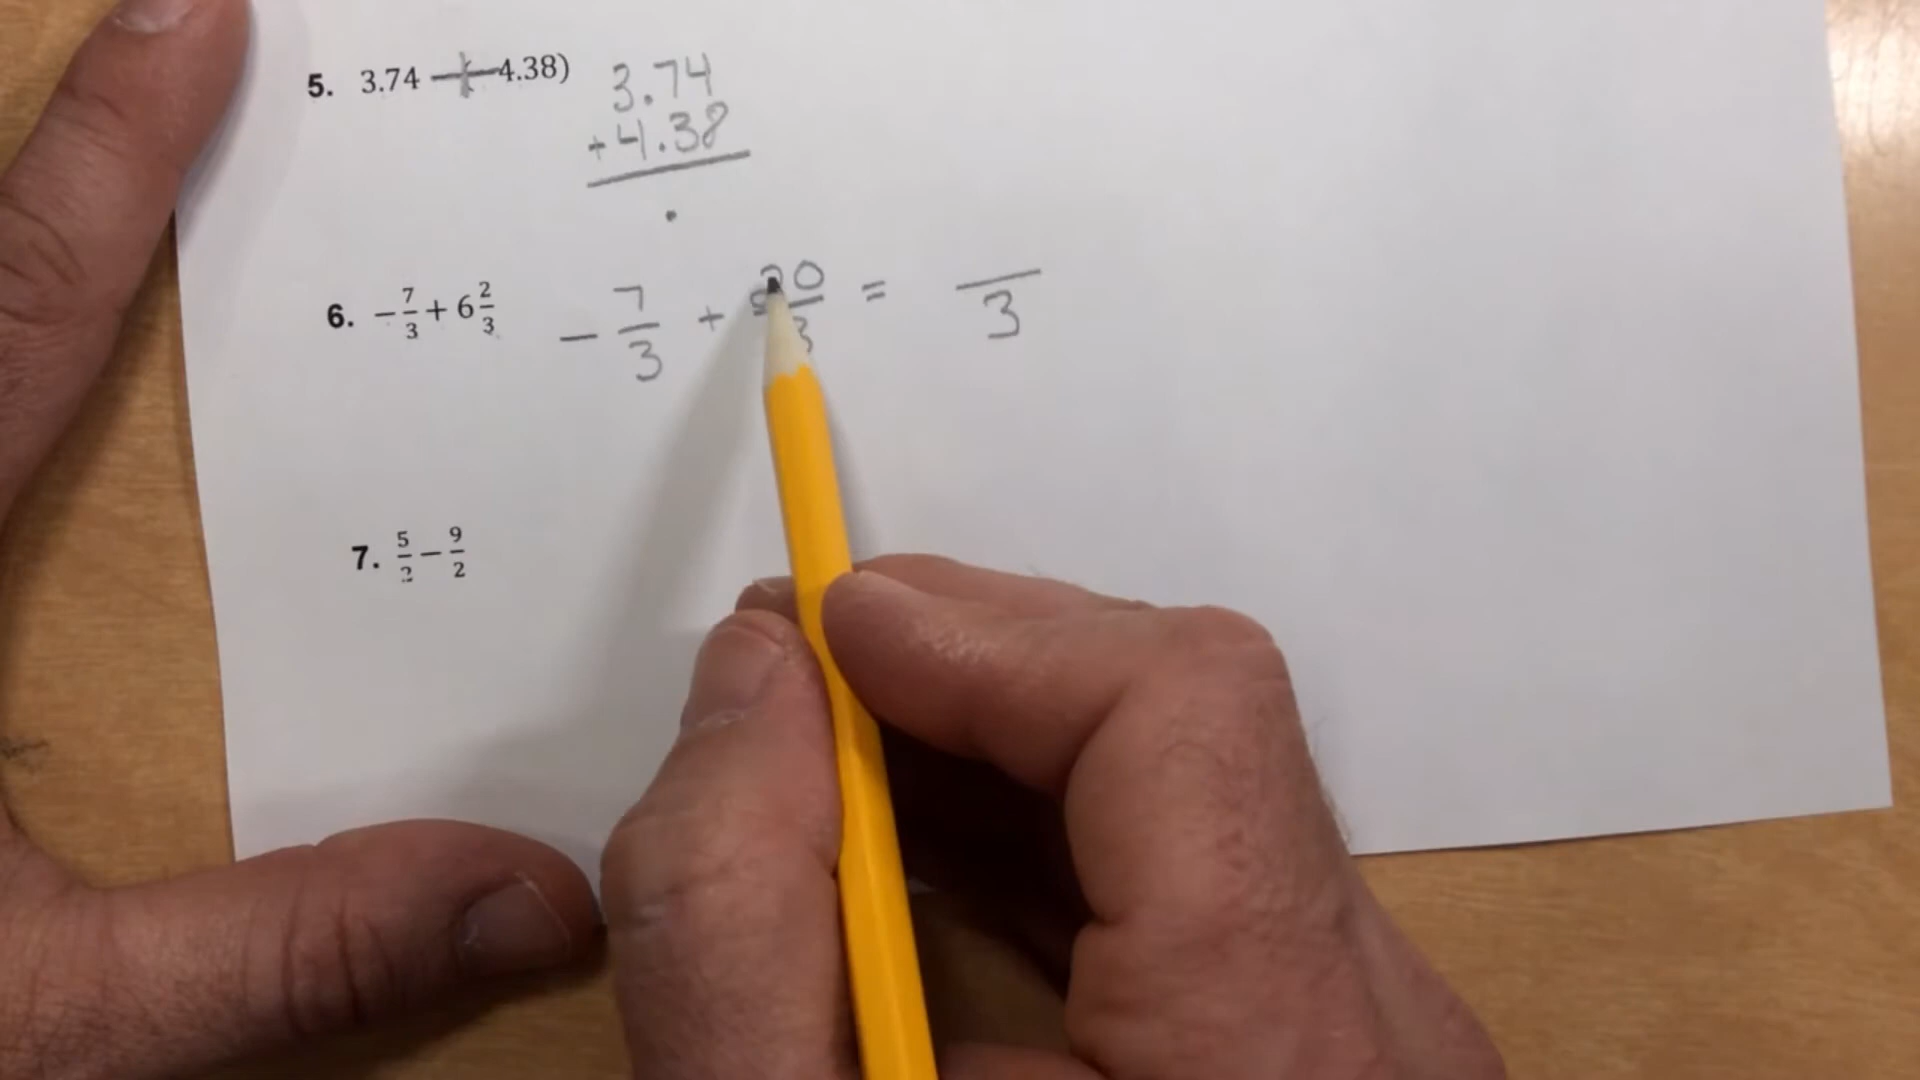 5. 3.74 — (—4.38)
3.74
+ 4.38
.
6. −7/3 + 6 2/3
− 7/3 + 20/3 = /3
7. 5/2 − 9/2